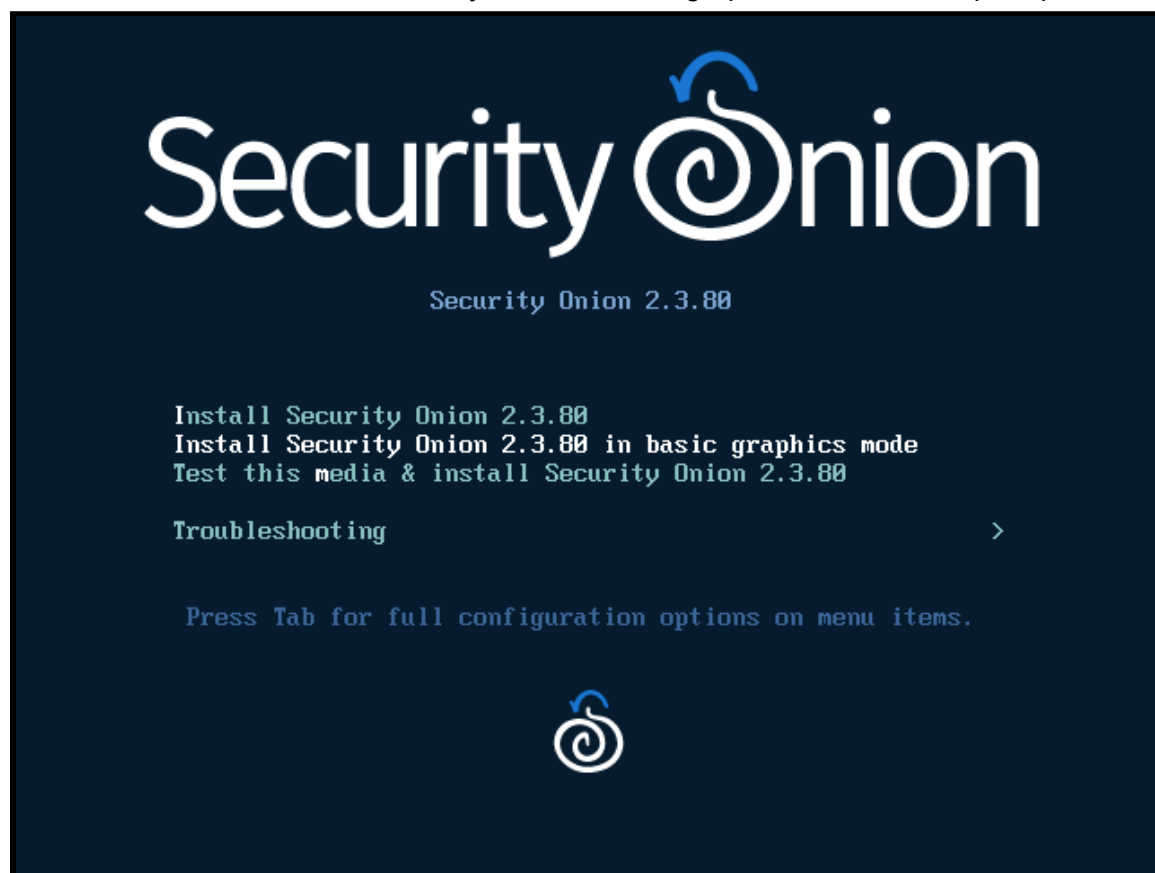 Security Onion
Security Onion 2.3.80
Install Security Onion 2.3.80
Install Security Onion 2.3.80 in basic graphics mode
Test this media & install Security Onion 2.3.80
Troubleshooting >
Press Tab for full configuration options on menu items.